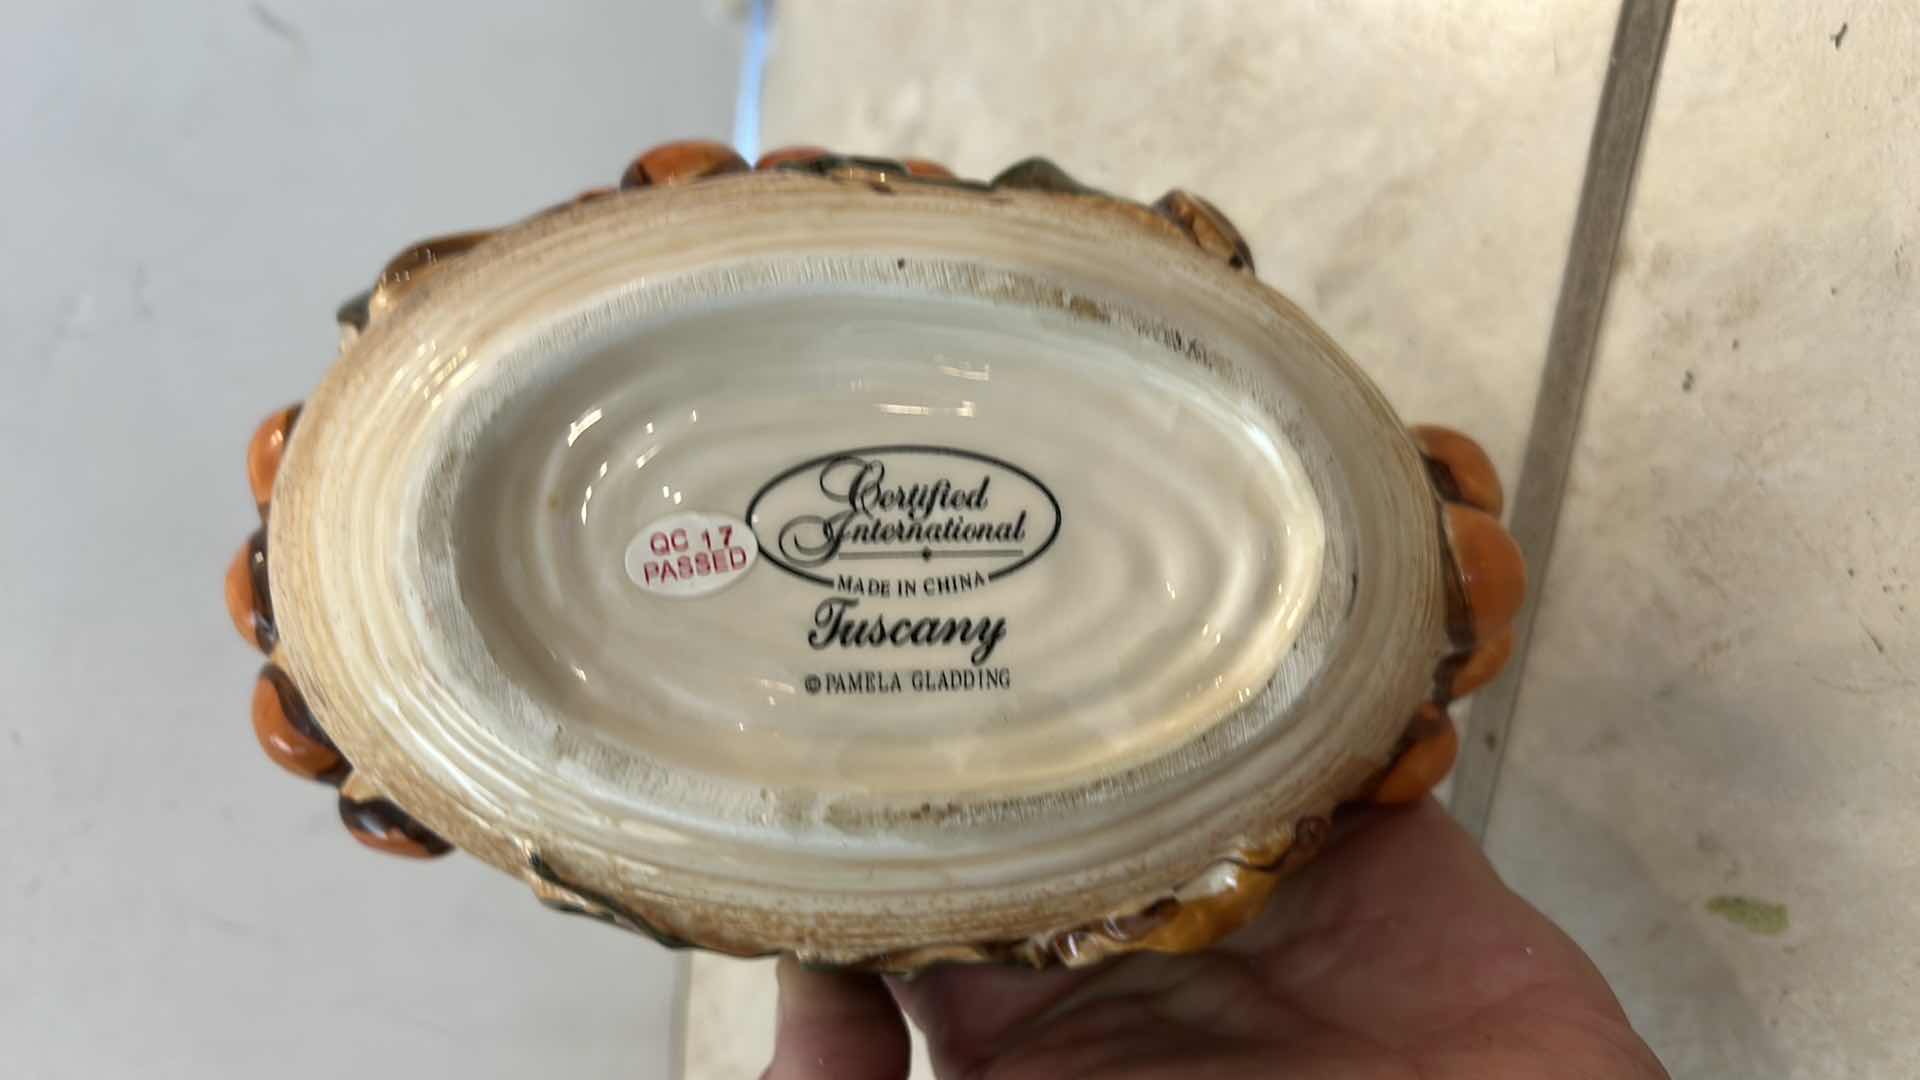 QC 17
PASSED
Certified
International
MADE IN CHINA
Tuscany
©PAMELA GLADDING